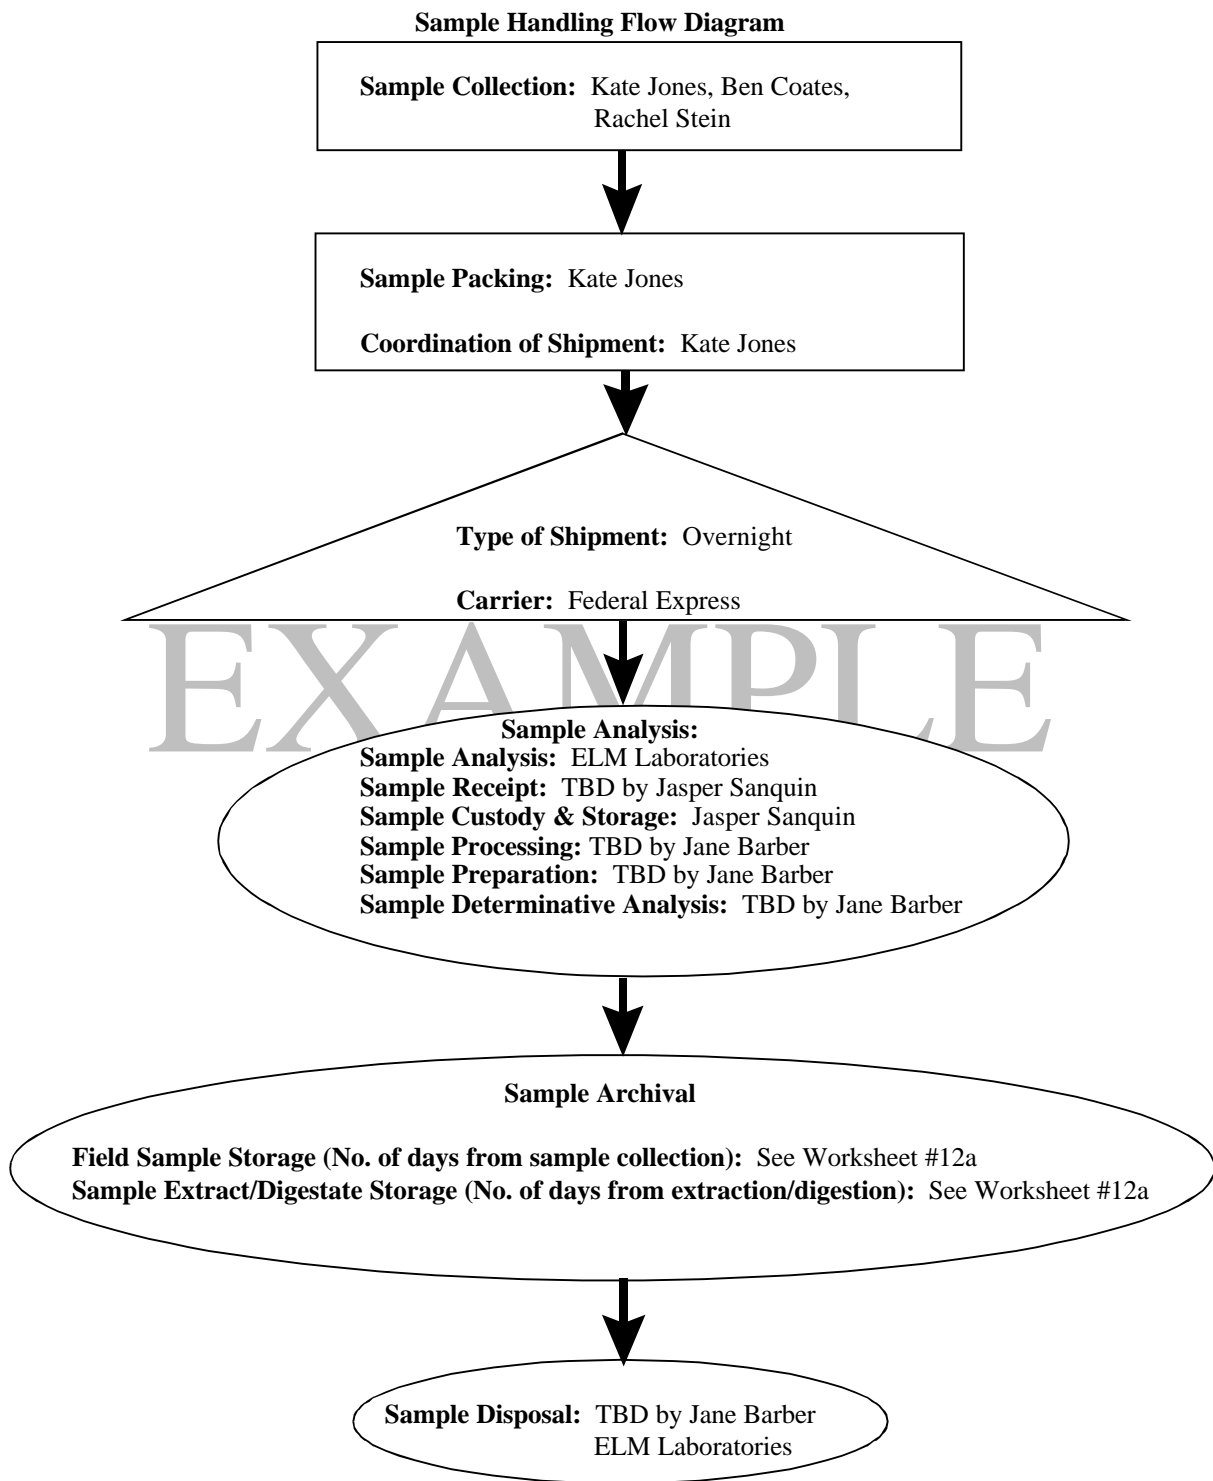 Sample Handling Flow Diagram
Sample Collection: Kate Jones, Ben Coates,
Rachel Stein
Sample Packing: Kate Jones
Coordination of Shipment: Kate Jones
Type of Shipment: Overnight
Carrier: Federal Express
EXAMPLE
Sample Analysis:
Sample Analysis: ELM Laboratories
Sample Receipt: TBD by Jasper Sanquin
Sample Custody & Storage: Jasper Sanquin
Sample Processing: TBD by Jane Barber
Sample Preparation: TBD by Jane Barber
Sample Determinative Analysis: TBD by Jane Barber
Sample Archival
Field Sample Storage (No. of days from sample collection): See Worksheet #12a
Sample Extract/Digestate Storage (No. of days from extraction/digestion): See Worksheet #12a
Sample Disposal: TBD by Jane Barber
ELM Laboratories